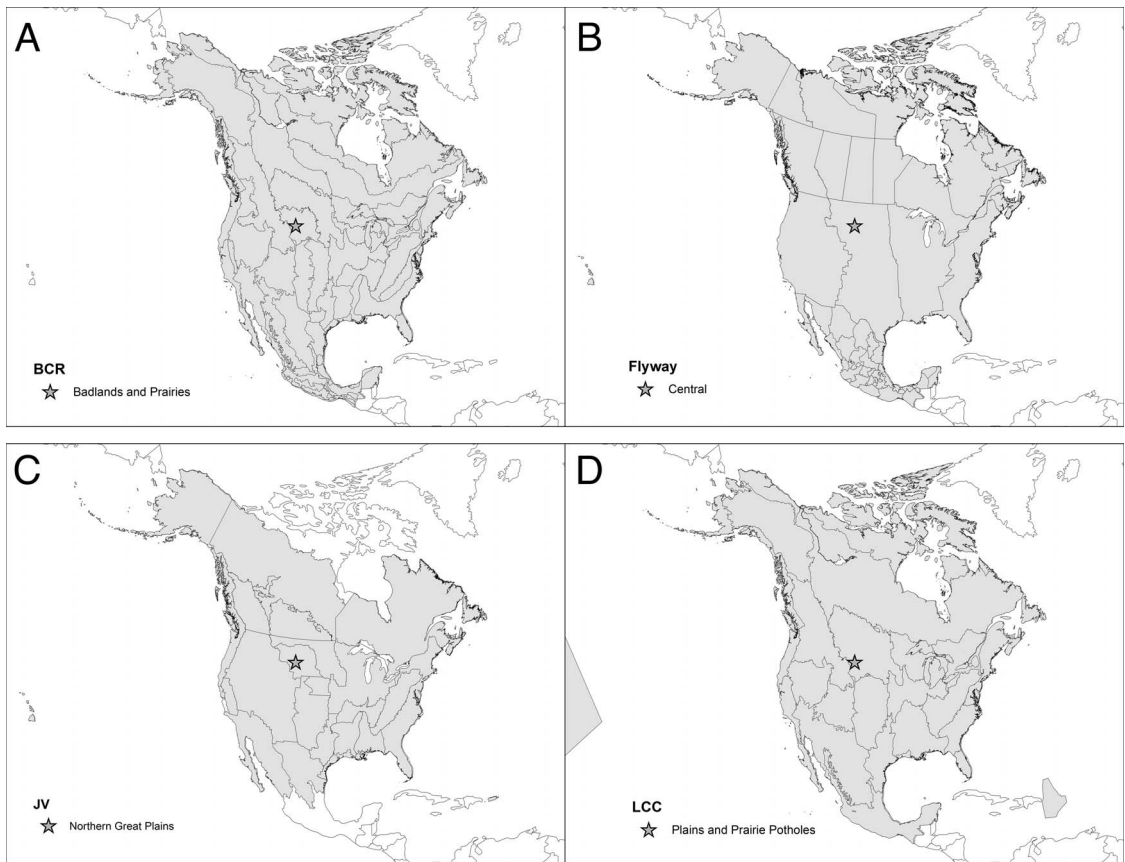 A
BCR
Badlands and Prairies
B
Flyway
Central
C
JV
Northern Great Plains
D
LCC
Plains and Prairie Potholes